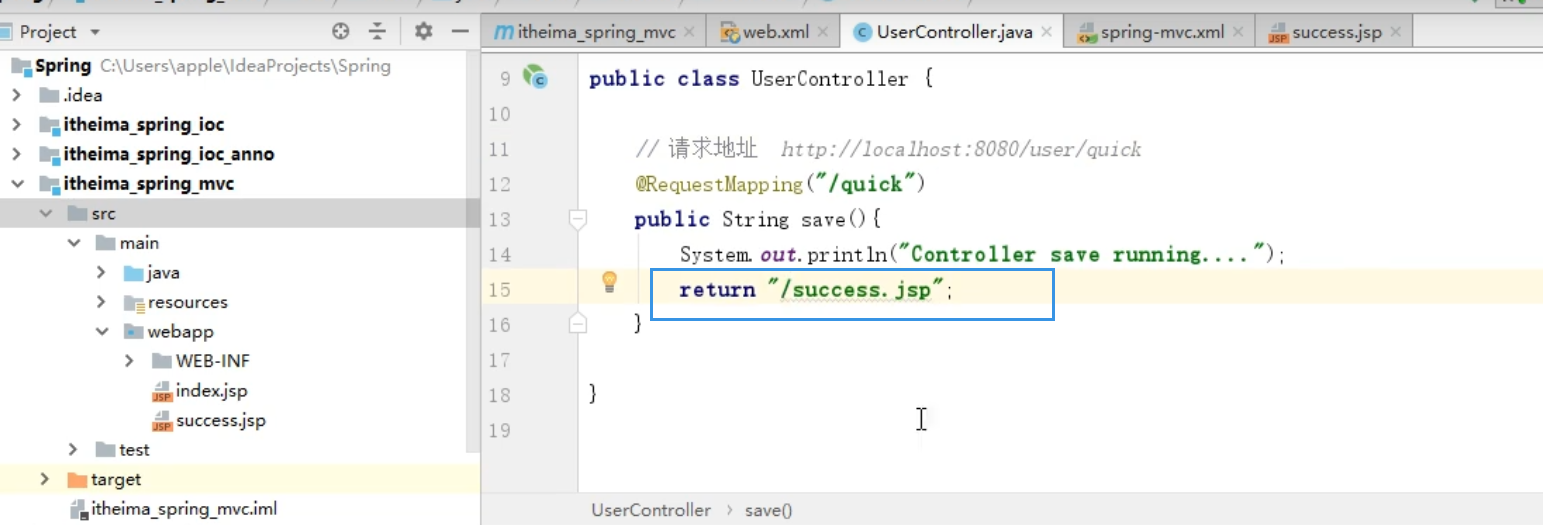 Project
Spring C:\Users\apple\IdeaProjects\Spring
.idea
itheima_spring_ioc
itheima_spring_ioc_anno
itheima_spring_mvc
src
main
java
resources
webapp
WEB-INF
index.jsp
success.jsp
test
target
itheima_spring_mvc.iml
itheima_spring_mvc web.xml UserController.java spring-mvc.xml success.jsp
9 public class UserController {
10
11 // 请求地址 http://localhost:8080/user/quick
12 @RequestMapping("/quick")
13 public String save(){
14 System.out.println("Controller save running....");
15 return "/success.jsp";
16 }
17
18 }
19
UserController › save()